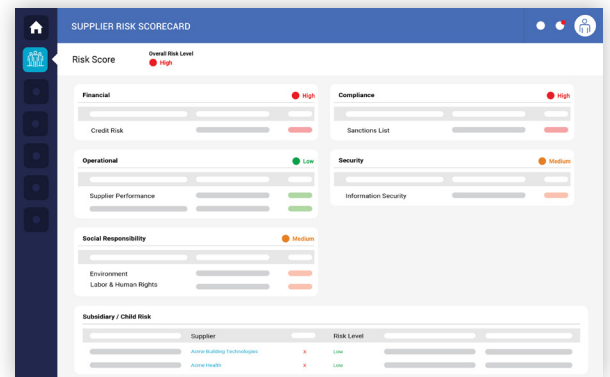 SUPPLIER RISK SCORECARD
Risk Score
Overall Risk Level
High
Financial
High
Credit Risk
Compliance
High
Sanctions List
Operational
Low
Supplier Performance
Security
Medium
Information Security
Social Responsibility
Medium
Environment
Labor & Human Rights
Subsidiary / Child Risk
Supplier Risk Level
Acme Building Technologies x Low
Acme Health x Low